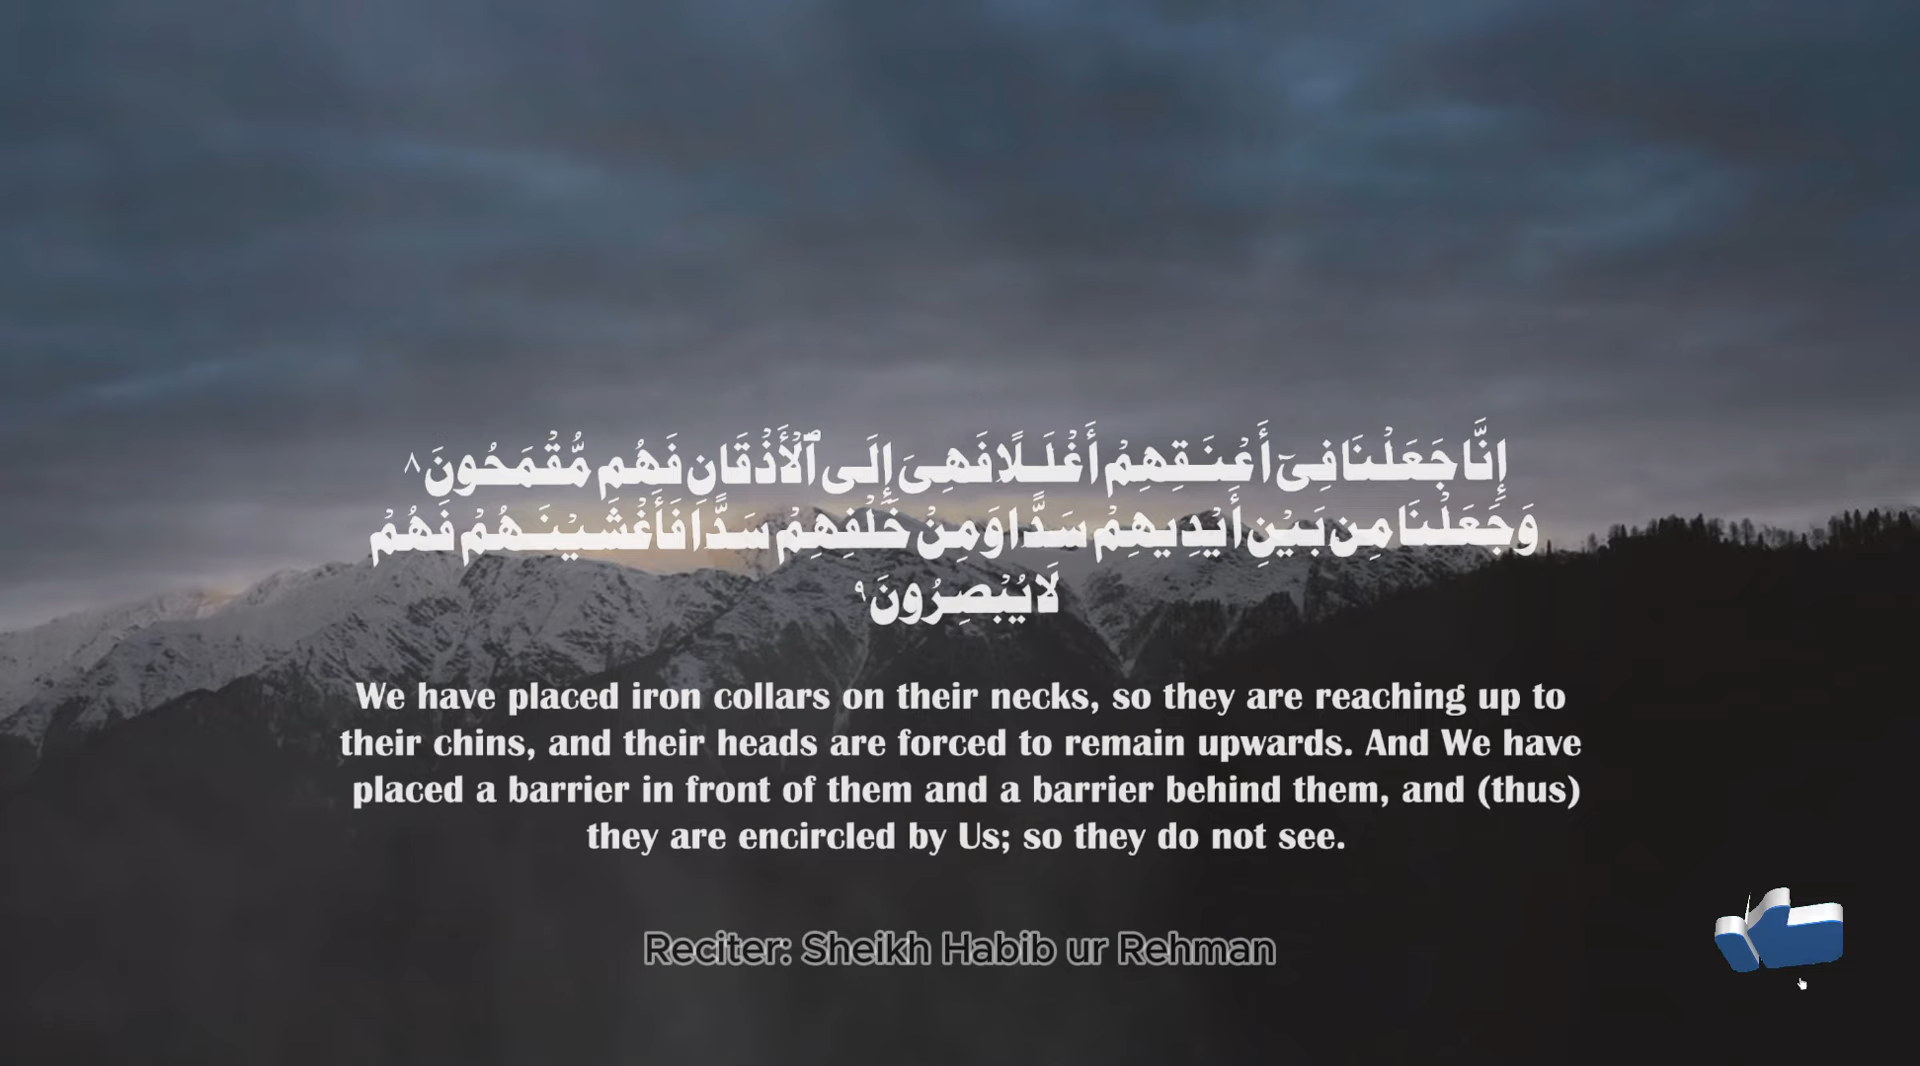 إِنَّا جَعَلْنَا فِىٓ أَعْنَـٰقِهِمْ أَغْلَـٰلًا فَهِىَ إِلَى ٱلْأَذْقَانِ فَهُم مُّقْمَحُونَ ٨
وَجَعَلْنَا مِن بَيْنِ أَيْدِيهِمْ سَدًّا وَمِنْ خَلْفِهِمْ سَدًّا فَأَغْشَيْنَـٰهُمْ فَهُمْ
لَا يُبْصِرُونَ ٩
We have placed iron collars on their necks, so they are reaching up to
their chins, and their heads are forced to remain upwards. And We have
placed a barrier in front of them and a barrier behind them, and (thus)
they are encircled by Us; so they do not see.
Reciter: Sheikh Habib ur Rehman